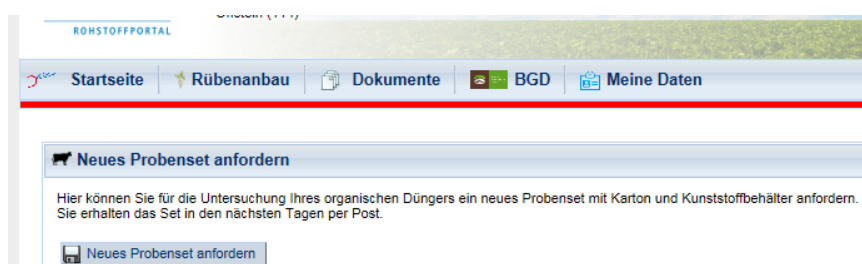 ROHSTOFFPORTAL
Startseite Rübenanbau Dokumente BGD Meine Daten
Neues Probenset anfordern
Hier können Sie für die Untersuchung Ihres organischen Düngers ein neues Probenset mit Karton und Kunststoffbehälter anfordern.
Sie erhalten das Set in den nächsten Tagen per Post.
Neues Probenset anfordern